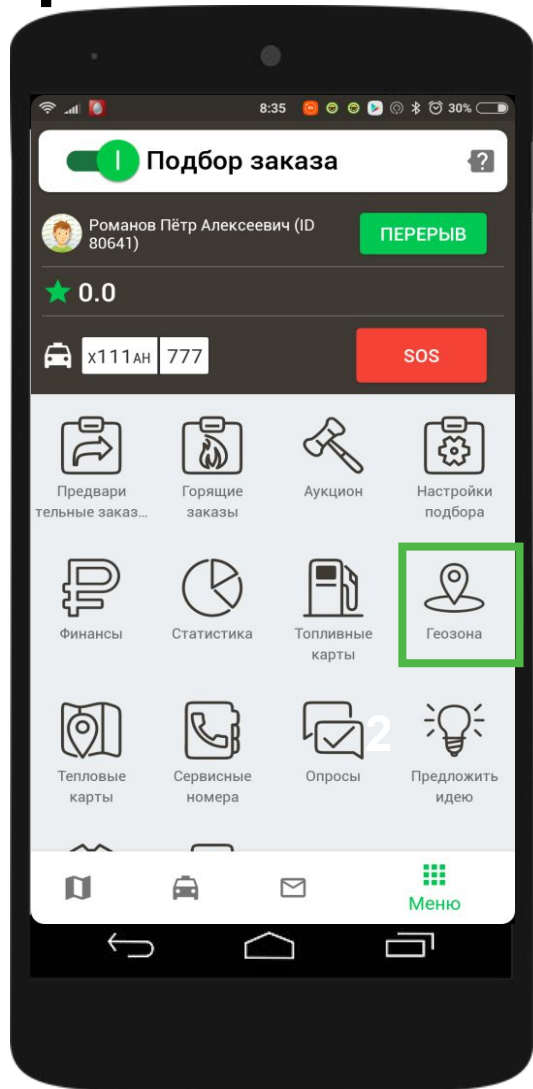 8:35
30%
Подбор заказа
?
Романов Пётр Алексеевич (ID
80641)
ПЕРЕРЫВ
0.0
х111АН 777
SOS
Предвари
тельные заказ...
Горящие
заказы
Аукцион
Настройки
подбора
Финансы
Статистика
Топливные
карты
Геозона
Тепловые
карты
Сервисные
номера
Опросы
2
Предложить
идею
Меню